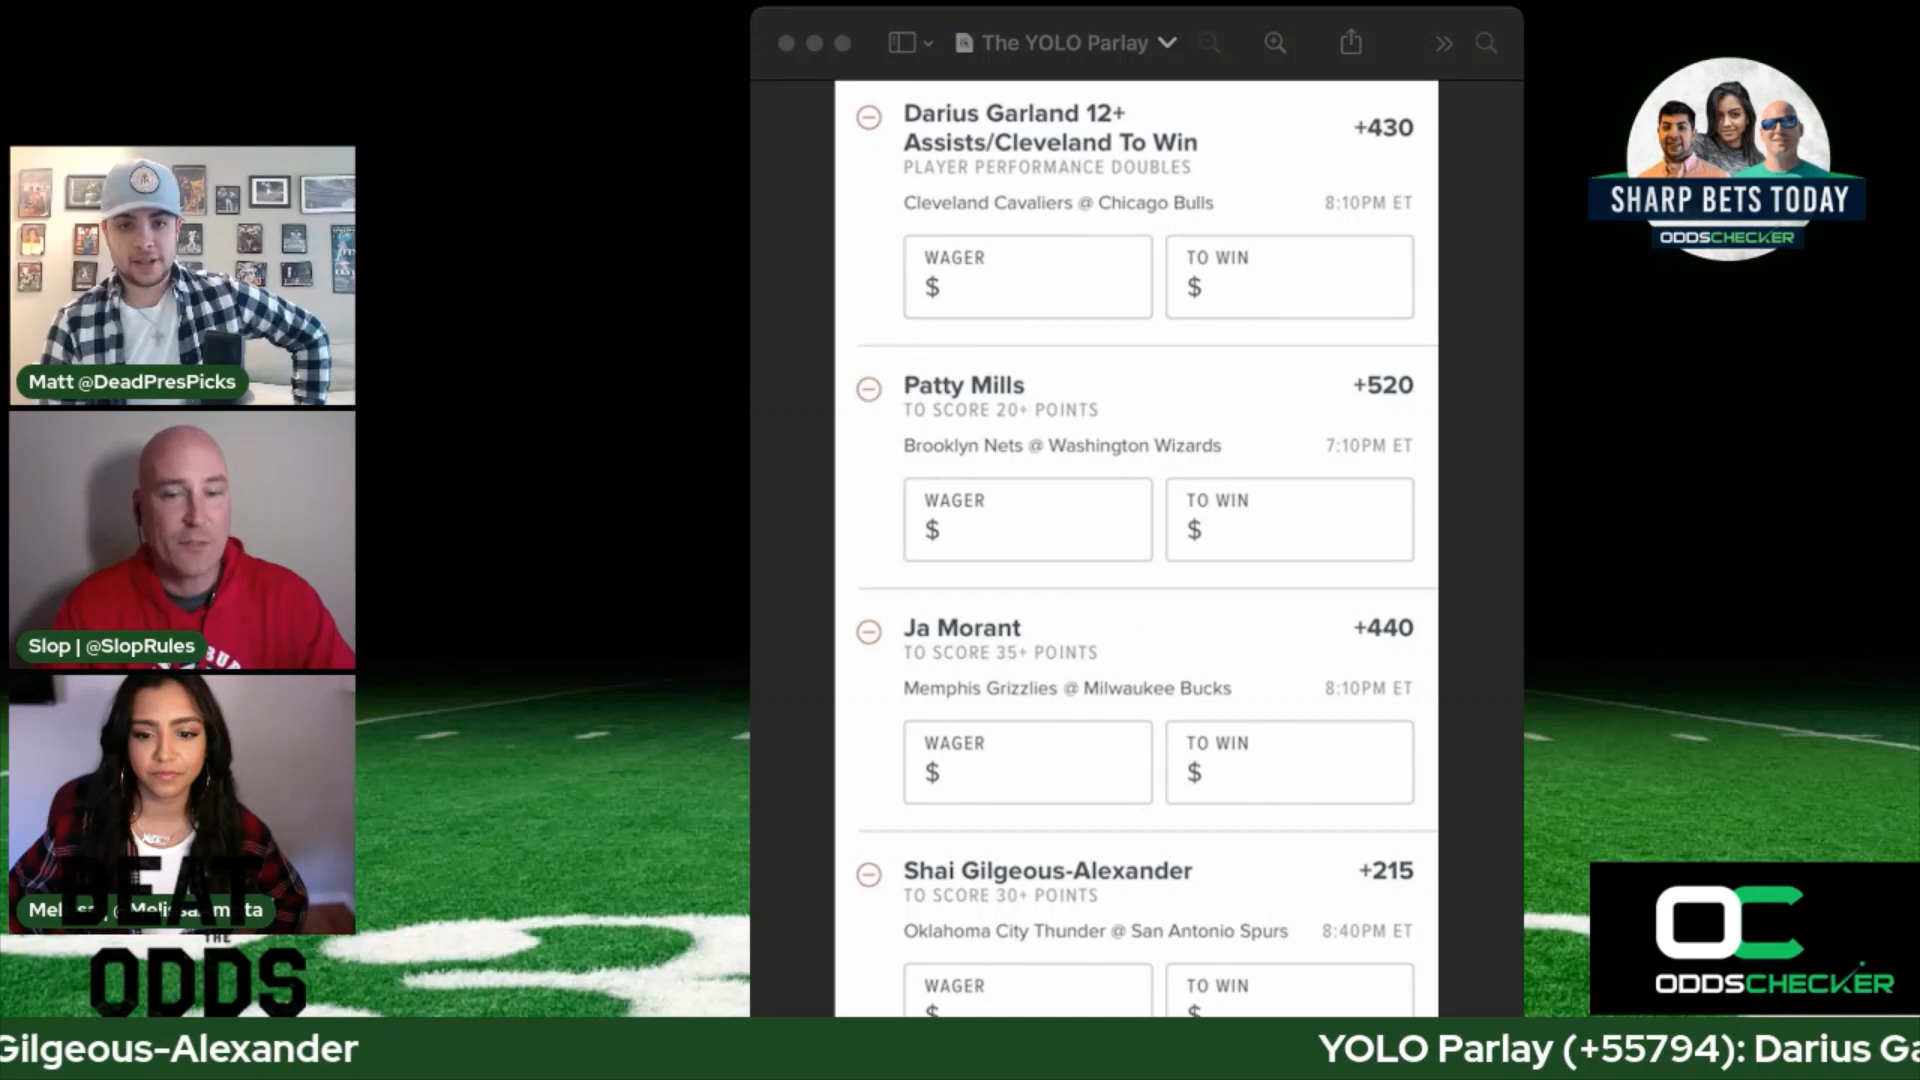 The YOLO Parlay
Darius Garland 12+
Assists/Cleveland To Win
+430
PLAYER PERFORMANCE DOUBLES
Cleveland Cavaliers @ Chicago Bulls
8:10PM ET
WAGER
$
TO WIN
$
Patty Mills
+520
TO SCORE 20+ POINTS
Brooklyn Nets @ Washington Wizards
7:10PM ET
WAGER
$
TO WIN
$
Ja Morant
+440
TO SCORE 35+ POINTS
Memphis Grizzlies @ Milwaukee Bucks
8:10PM ET
WAGER
$
TO WIN
$
Shai Gilgeous-Alexander
+215
TO SCORE 30+ POINTS
Oklahoma City Thunder @ San Antonio Spurs
8:40PM ET
WAGER
$
TO WIN
$
Matt @DeadPresPicks
Slop | @SlopRules
BEAT
THE
ODDS
SHARP BETS TODAY
ODDSCHECKER
OC
ODDSCHECKER
Gilgeous-Alexander
YOLO Parlay (+55794): Darius Ga